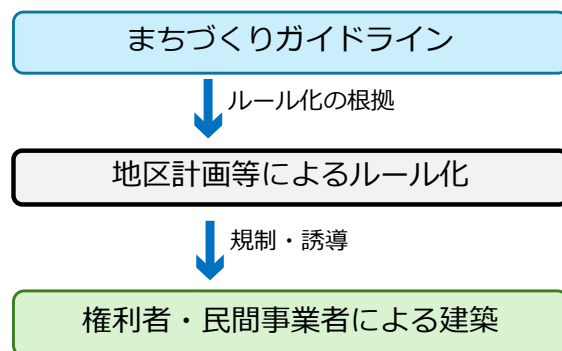 まちづくりガイドライン
ルール化の根拠
地区計画等によるルール化
規制・誘導
権利者・民間事業者による建築